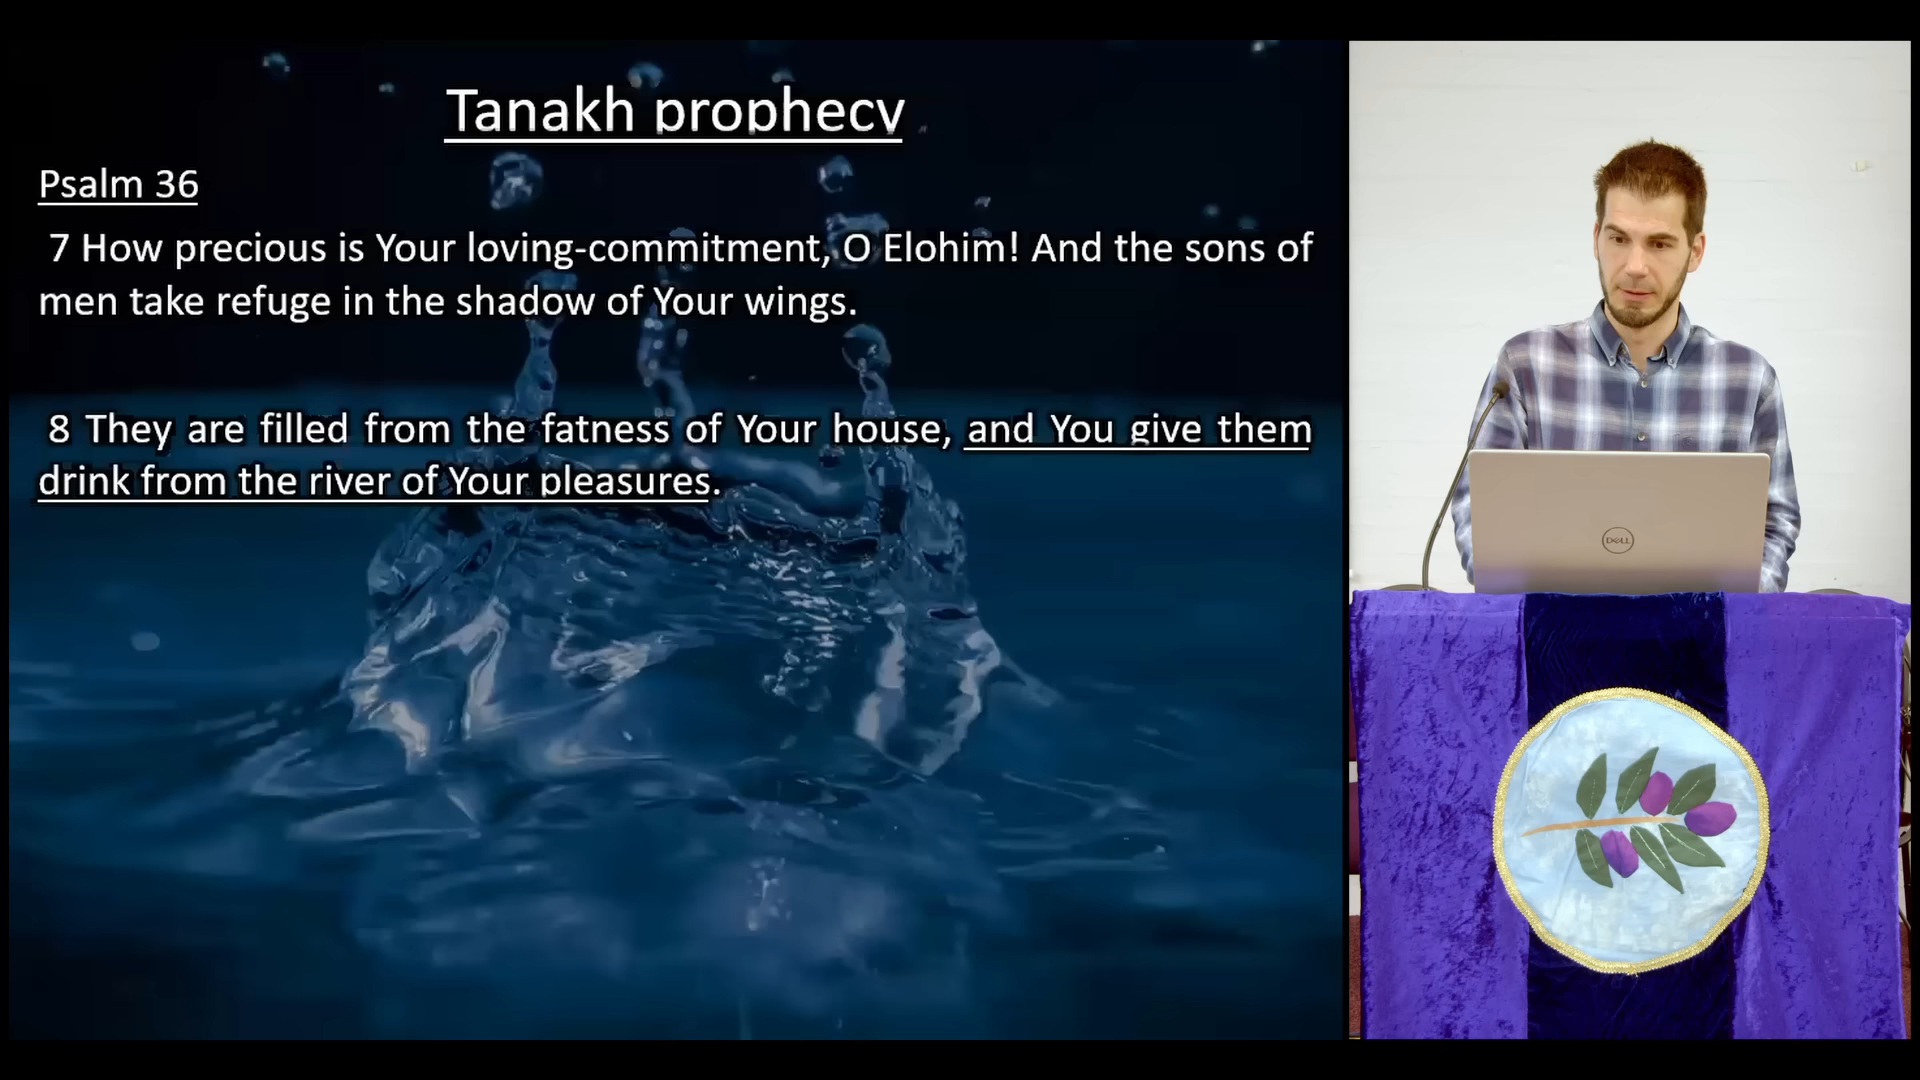 Tanakh prophecy
Psalm 36
7 How precious is Your loving-commitment, O Elohim! And the sons of
men take refuge in the shadow of Your wings.
8 They are filled from the fatness of Your house, and You give them
drink from the river of Your pleasures.
DELL